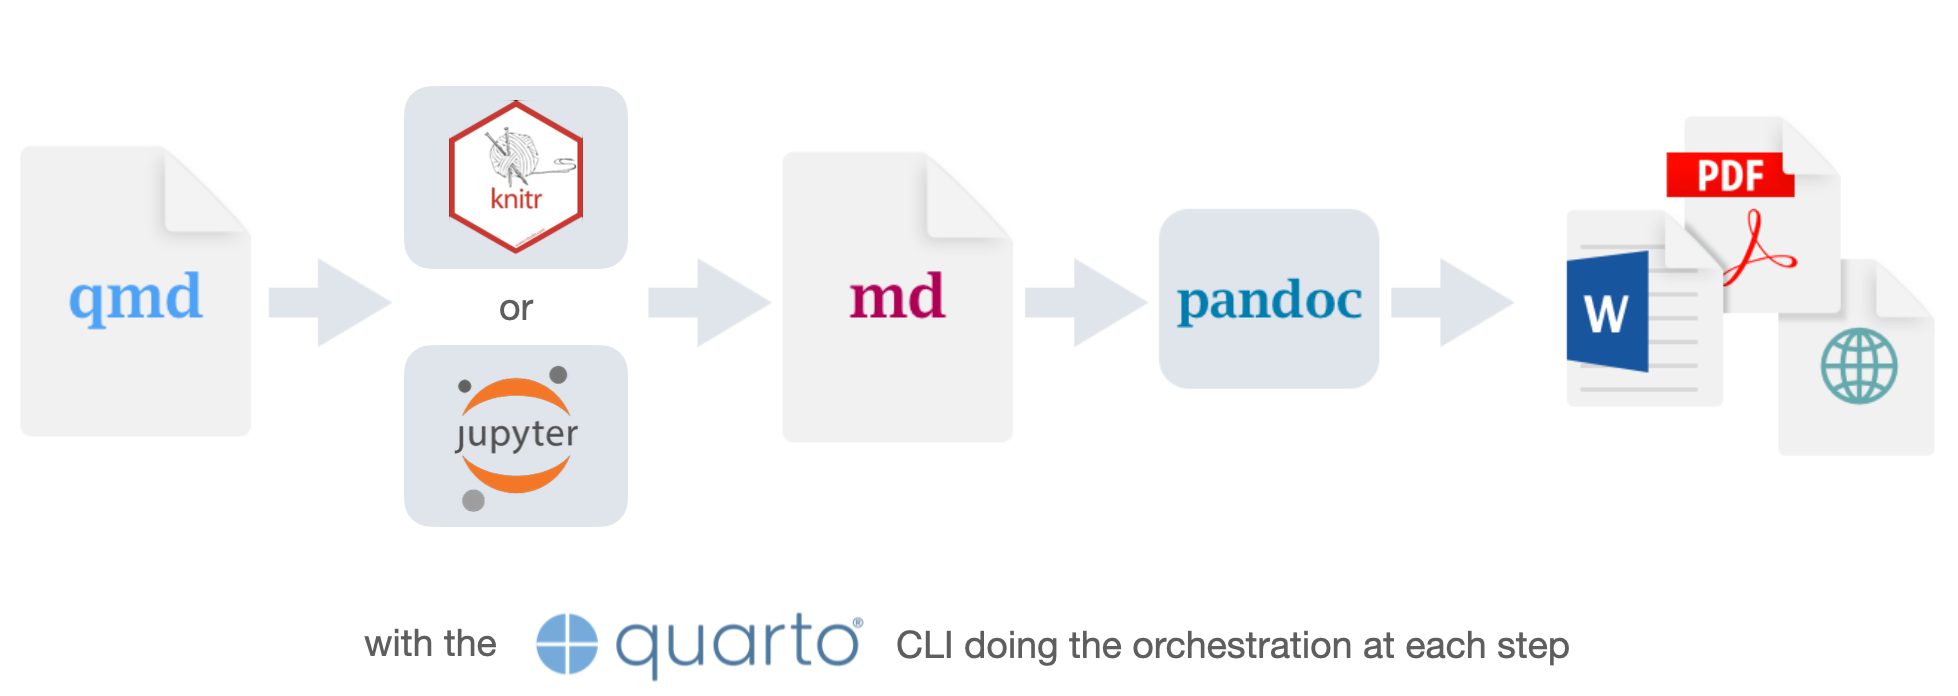 qmd
knitr
or
jupyter
md
pandoc
PDF
W
with the quarto® CLI doing the orchestration at each step